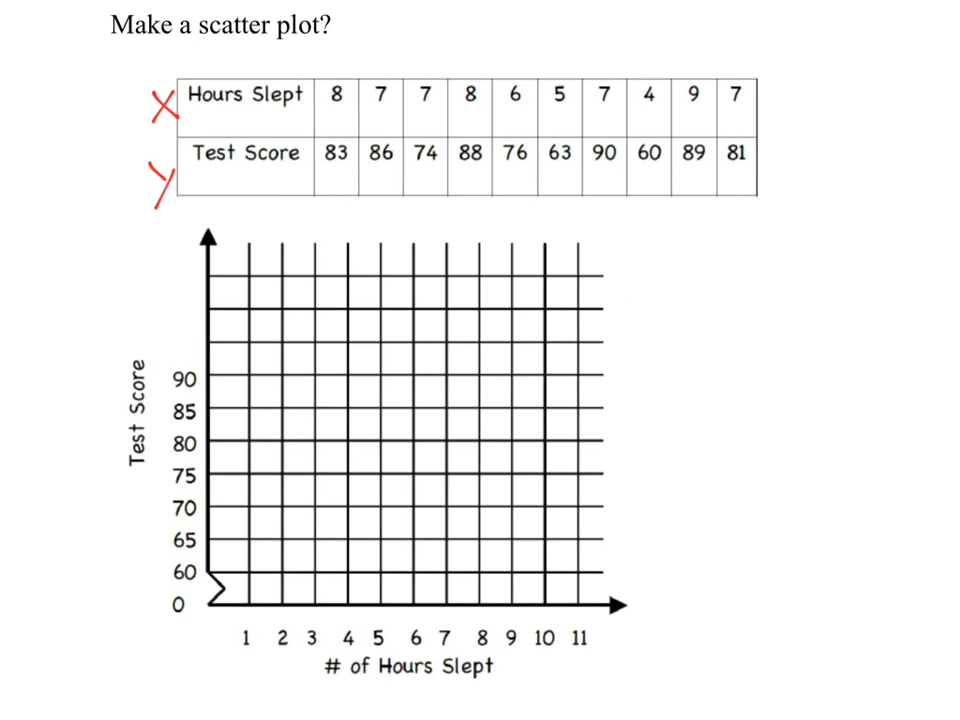 Make a scatter plot?
X Hours Slept 8 7 7 8 6 5 7 4 9 7
Y Test Score 83 86 74 88 76 63 90 60 89 81
Test Score
90
85
80
75
70
65
60
0
1 2 3 4 5 6 7 8 9 10 11
# of Hours Slept